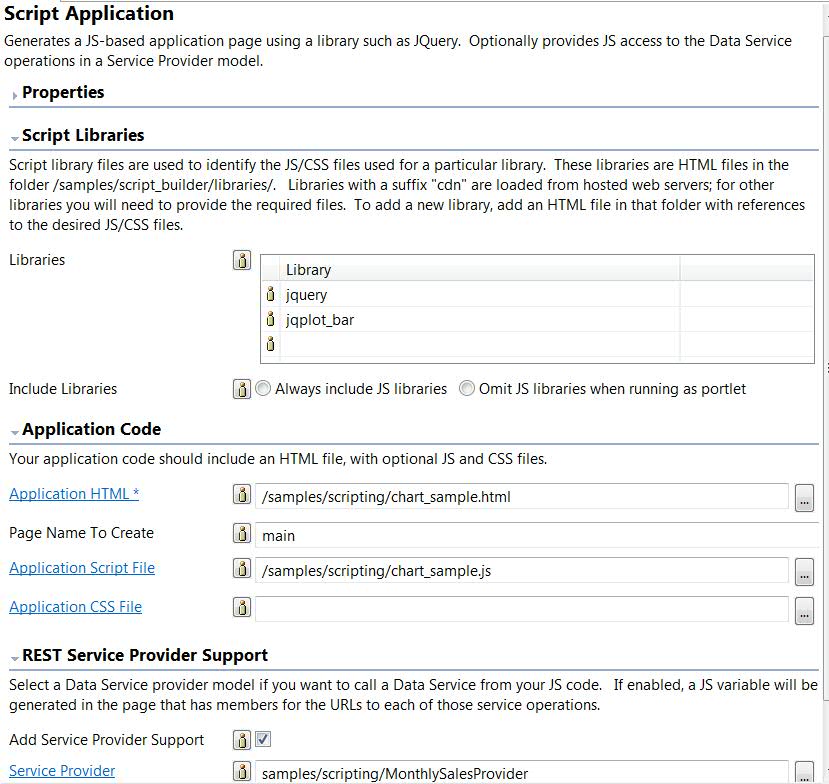 Script Application
Generates a JS-based application page using a library such as JQuery.  Optionally provides JS access to the Data Service
operations in a Service Provider model.
Properties
Script Libraries
Script library files are used to identify the JS/CSS files used for a particular library.  These libraries are HTML files in the
folder /samples/script_builder/libraries/.   Libraries with a suffix "cdn" are loaded from hosted web servers; for other
libraries you will need to provide the required files.  To add a new library, add an HTML file in that folder with references
to the desired JS/CSS files.
Libraries
Library
jquery
jqplot_bar
Include Libraries Always include JS libraries Omit JS libraries when running as portlet
Application Code
Your application code should include an HTML file, with optional JS and CSS files.
Application HTML * /samples/scripting/chart_sample.html ...
Page Name To Create main
Application Script File /samples/scripting/chart_sample.js ...
Application CSS File ...
REST Service Provider Support
Select a Data Service provider model if you want to call a Data Service from your JS code.   If enabled, a JS variable will be
generated in the page that has members for the URLs to each of those service operations.
Add Service Provider Support
Service Provider samples/scripting/MonthlySalesProvider ...